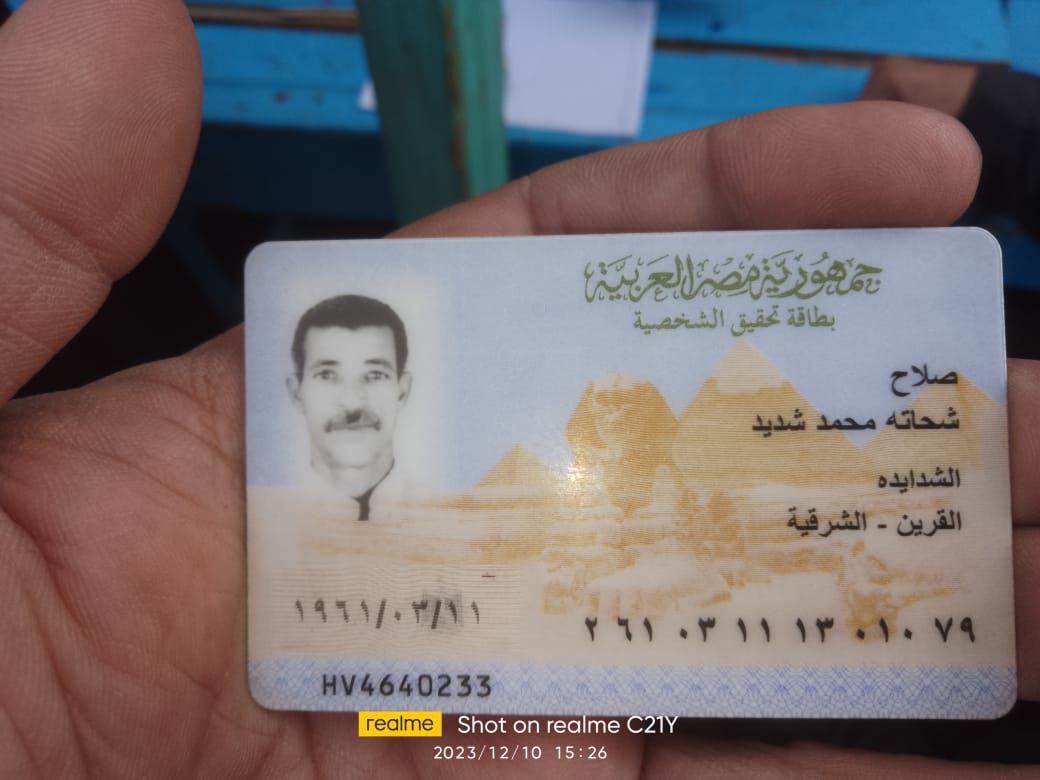 جمهورية مصر العربية
بطاقة تحقيق الشخصية
صلاح
شحاته محمد شديد
الشدايده
القرين - الشرقية
١٩٦١/٠٣/١١
٢ ٦١ ٠٣ ١١ ١٣ ٠١٠ ٧٩
HV4640233
realme Shot on realme C21Y
2023/12/10 15:26